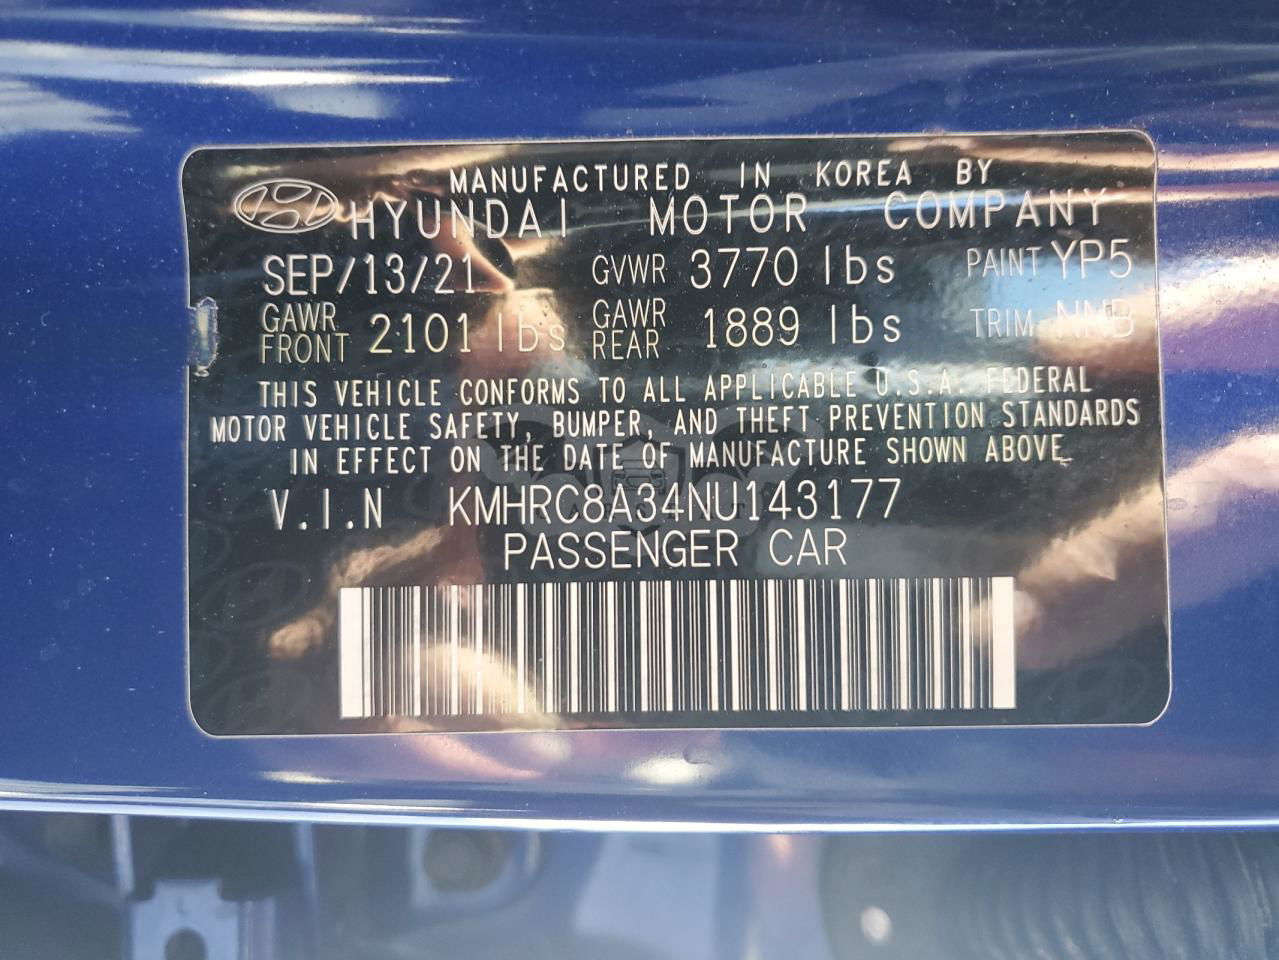 MANUFACTURED IN KOREA BY
HYUNDAI MOTOR COMPANY
SEP/13/21 GVWR 3770 lbs PAINT YP5
GAWR FRONT 2101 lbs GAWR REAR 1889 lbs TRIM NNB
THIS VEHICLE CONFORMS TO ALL APPLICABLE U.S.A. FEDERAL
MOTOR VEHICLE SAFETY, BUMPER, AND THEFT PREVENTION STANDARDS
IN EFFECT ON THE DATE OF MANUFACTURE SHOWN ABOVE
V.I.N KMHRC8A34NU143177
PASSENGER CAR